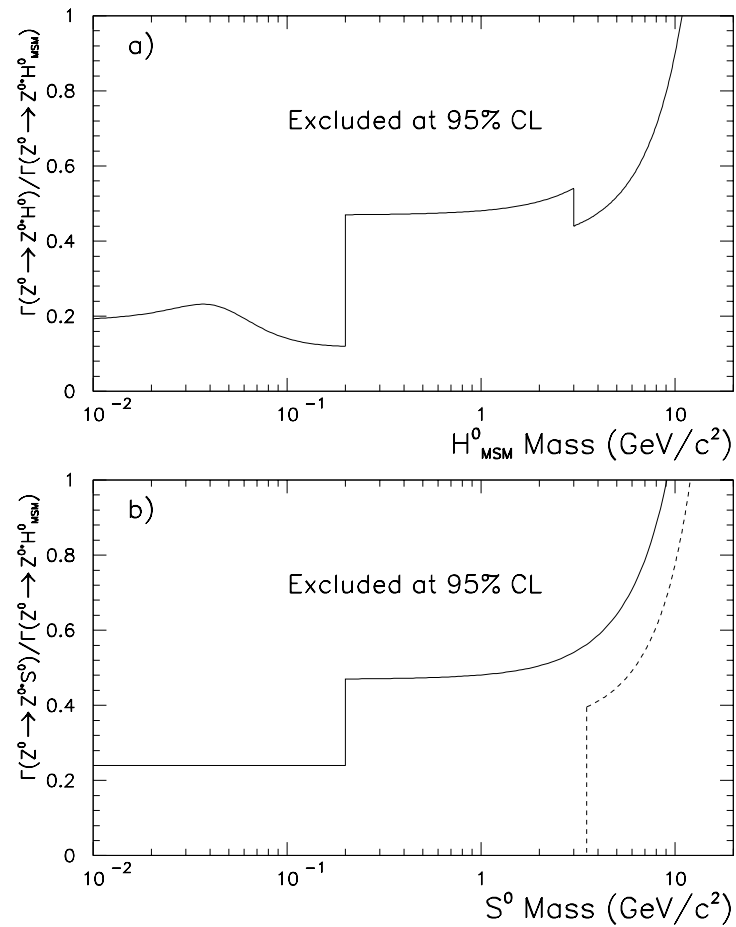 a)
Γ(Z⁰ → Z⁰*H⁰)/Γ(Z⁰ → Z⁰*H⁰MSM)
1
0.8
0.6
0.4
0.2
0
Excluded at 95% CL
10⁻² 10⁻¹ 1 10
H⁰MSM Mass (GeV/c²)
b)
Γ(Z⁰ → Z⁰*S⁰)/Γ(Z⁰ → Z⁰*H⁰MSM)
1
0.8
0.6
0.4
0.2
0
Excluded at 95% CL
10⁻² 10⁻¹ 1 10
S⁰ Mass (GeV/c²)